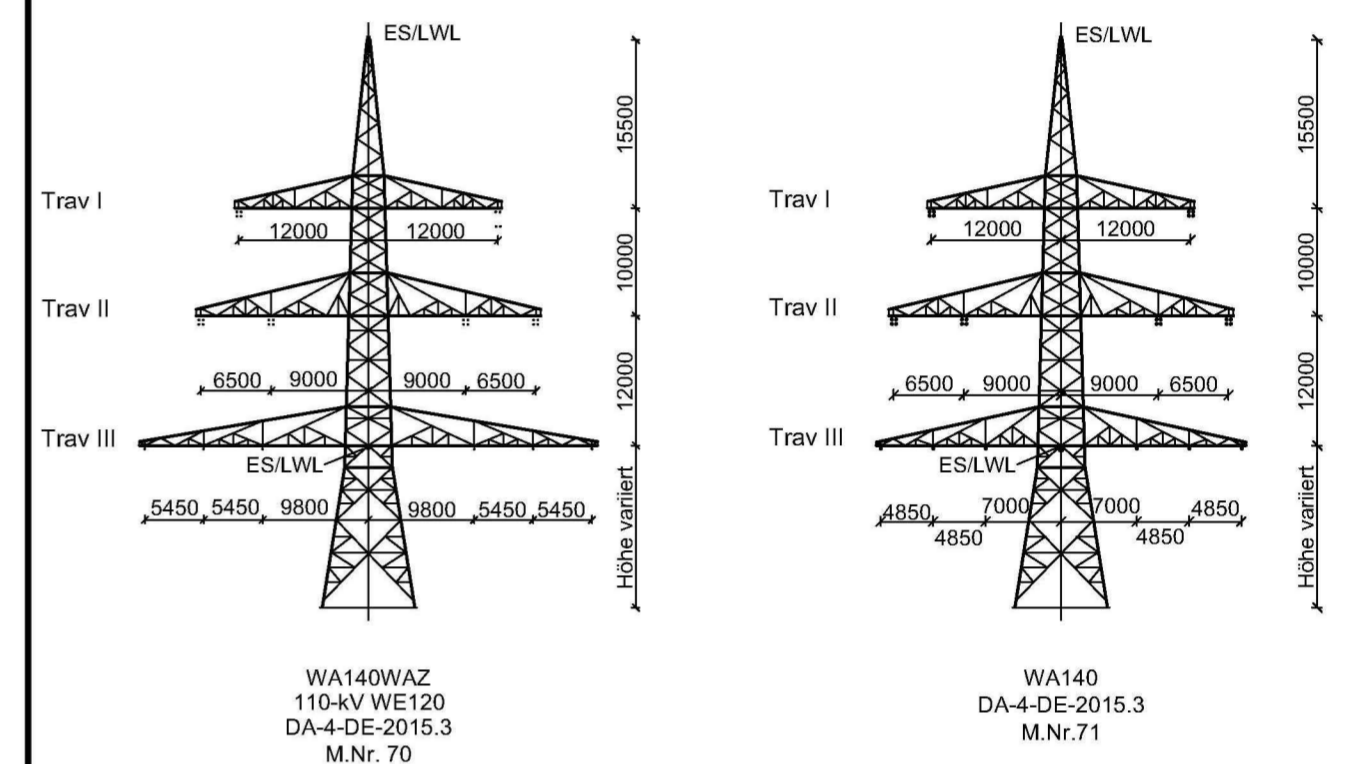 ES/LWL
15500
Trav I
12000 12000
10000
Trav II
6500 9000 9000 6500
12000
Trav III
ES/LWL
5450 5450 9800 9800 5450 5450
Höhe variiert
WA140WAZ
110-kV WE120
DA-4-DE-2015.3
M.Nr. 70
ES/LWL
15500
Trav I
12000 12000
10000
Trav II
6500 9000 9000 6500
12000
Trav III
ES/LWL
4850 4850 7000 7000 4850 4850
Höhe variiert
WA140
DA-4-DE-2015.3
M.Nr.71